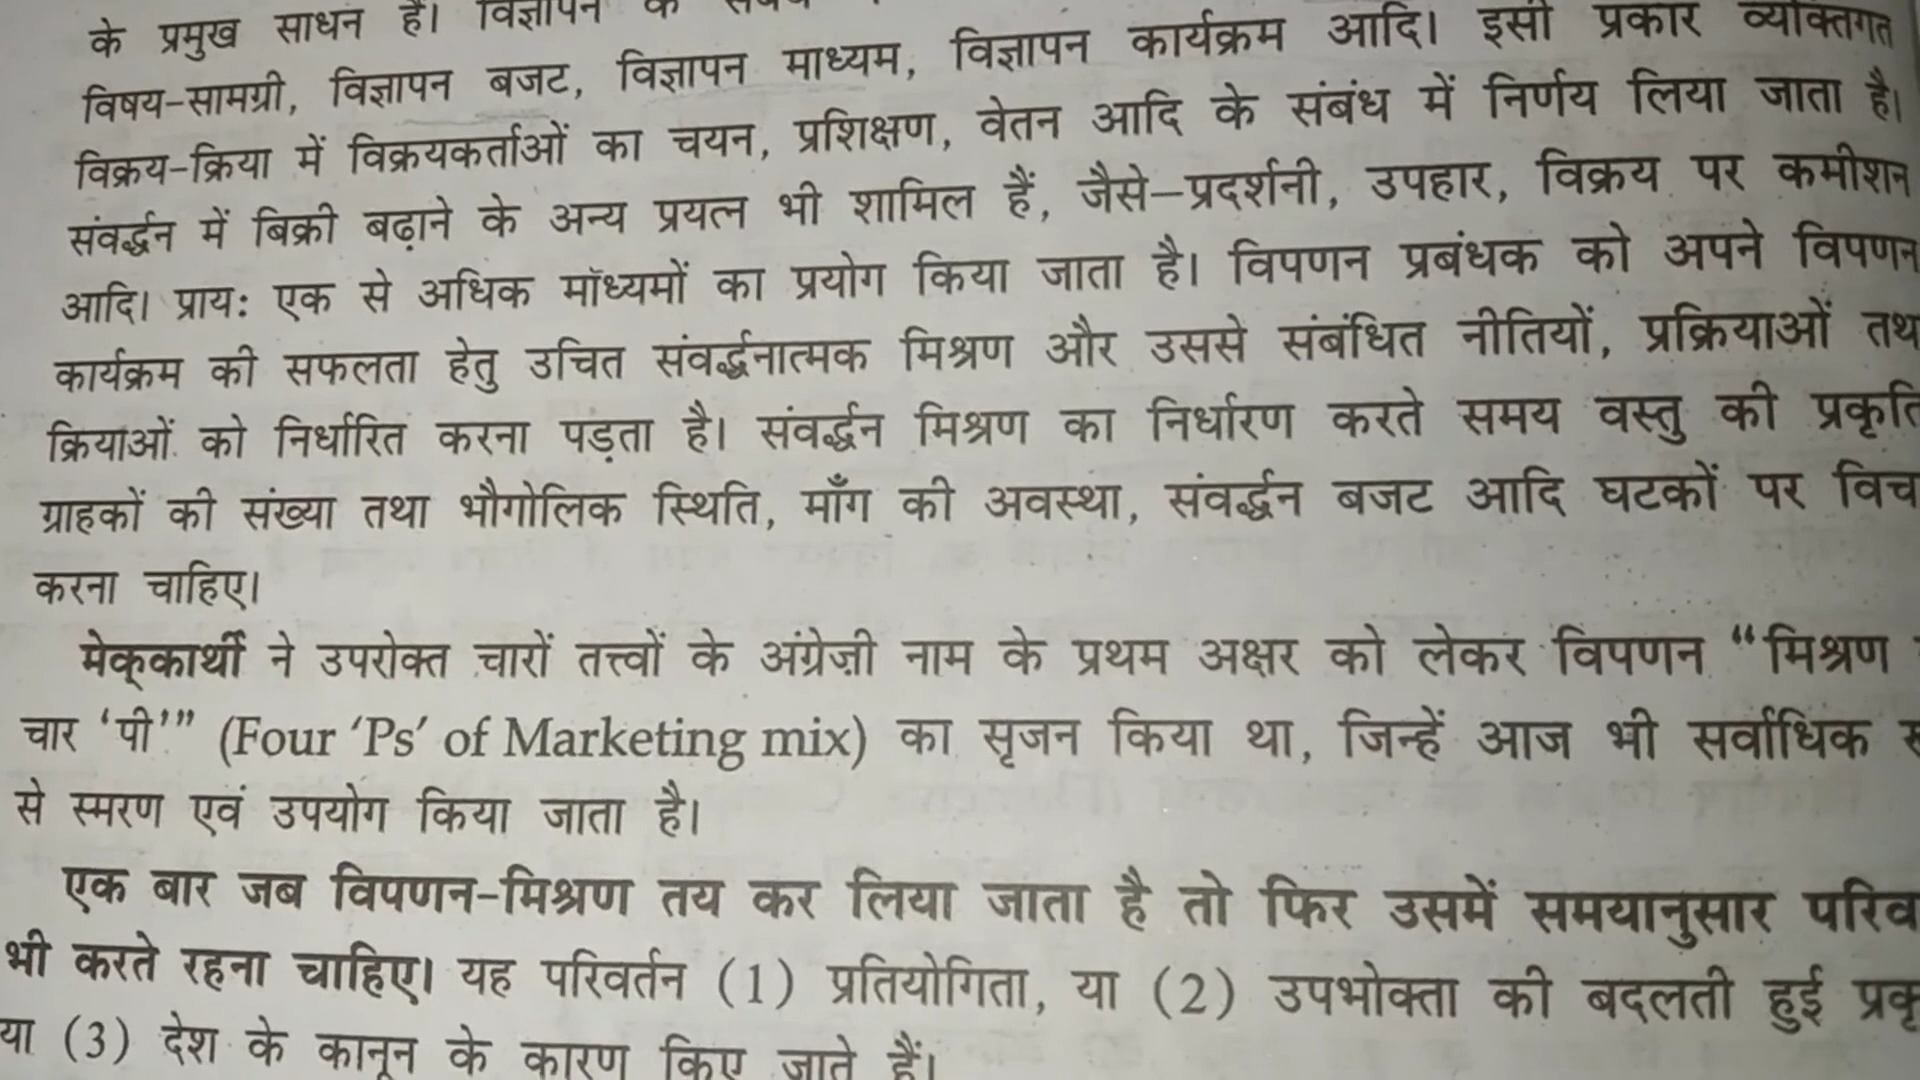 के प्रमुख साधन हैं। विज्ञापन के
विषय-सामग्री, विज्ञापन बजट, विज्ञापन माध्यम, विज्ञापन कार्यक्रम आदि। इसी प्रकार व्यक्तिगत
विक्रय-क्रिया में विक्रयकर्ताओं का चयन, प्रशिक्षण, वेतन आदि के संबंध में निर्णय लिया जाता है।
संवर्द्धन में बिक्री बढ़ाने के अन्य प्रयत्न भी शामिल हैं, जैसे–प्रदर्शनी, उपहार, विक्रय पर कमीशन
आदि। प्रायः एक से अधिक मॉध्यमों का प्रयोग किया जाता है। विपणन प्रबंधक को अपने विपणन
कार्यक्रम की सफलता हेतु उचित संवर्द्धनात्मक मिश्रण और उससे संबंधित नीतियों, प्रक्रियाओं तथ
क्रियाओं को निर्धारित करना पड़ता है। संवर्द्धन मिश्रण का निर्धारण करते समय वस्तु की प्रकृति
ग्राहकों की संख्या तथा भौगोलिक स्थिति, माँग की अवस्था, संवर्द्धन बजट आदि घटकों पर विच
करना चाहिए।
मेक्कार्थी ने उपरोक्त चारों तत्त्वों के अंग्रेज़ी नाम के प्रथम अक्षर को लेकर विपणन “मिश्रण
चार ‘पी’” (Four ‘Ps’ of Marketing mix) का सृजन किया था, जिन्हें आज भी सर्वाधिक
से स्मरण एवं उपयोग किया जाता है।
एक बार जब विपणन-मिश्रण तय कर लिया जाता है तो फिर उसमें समयानुसार परिव
भी करते रहना चाहिए। यह परिवर्तन (1) प्रतियोगिता, या (2) उपभोक्ता की बदलती हुई प्रकृ
या (3) देश के कानून के कारण किए जाते हैं।